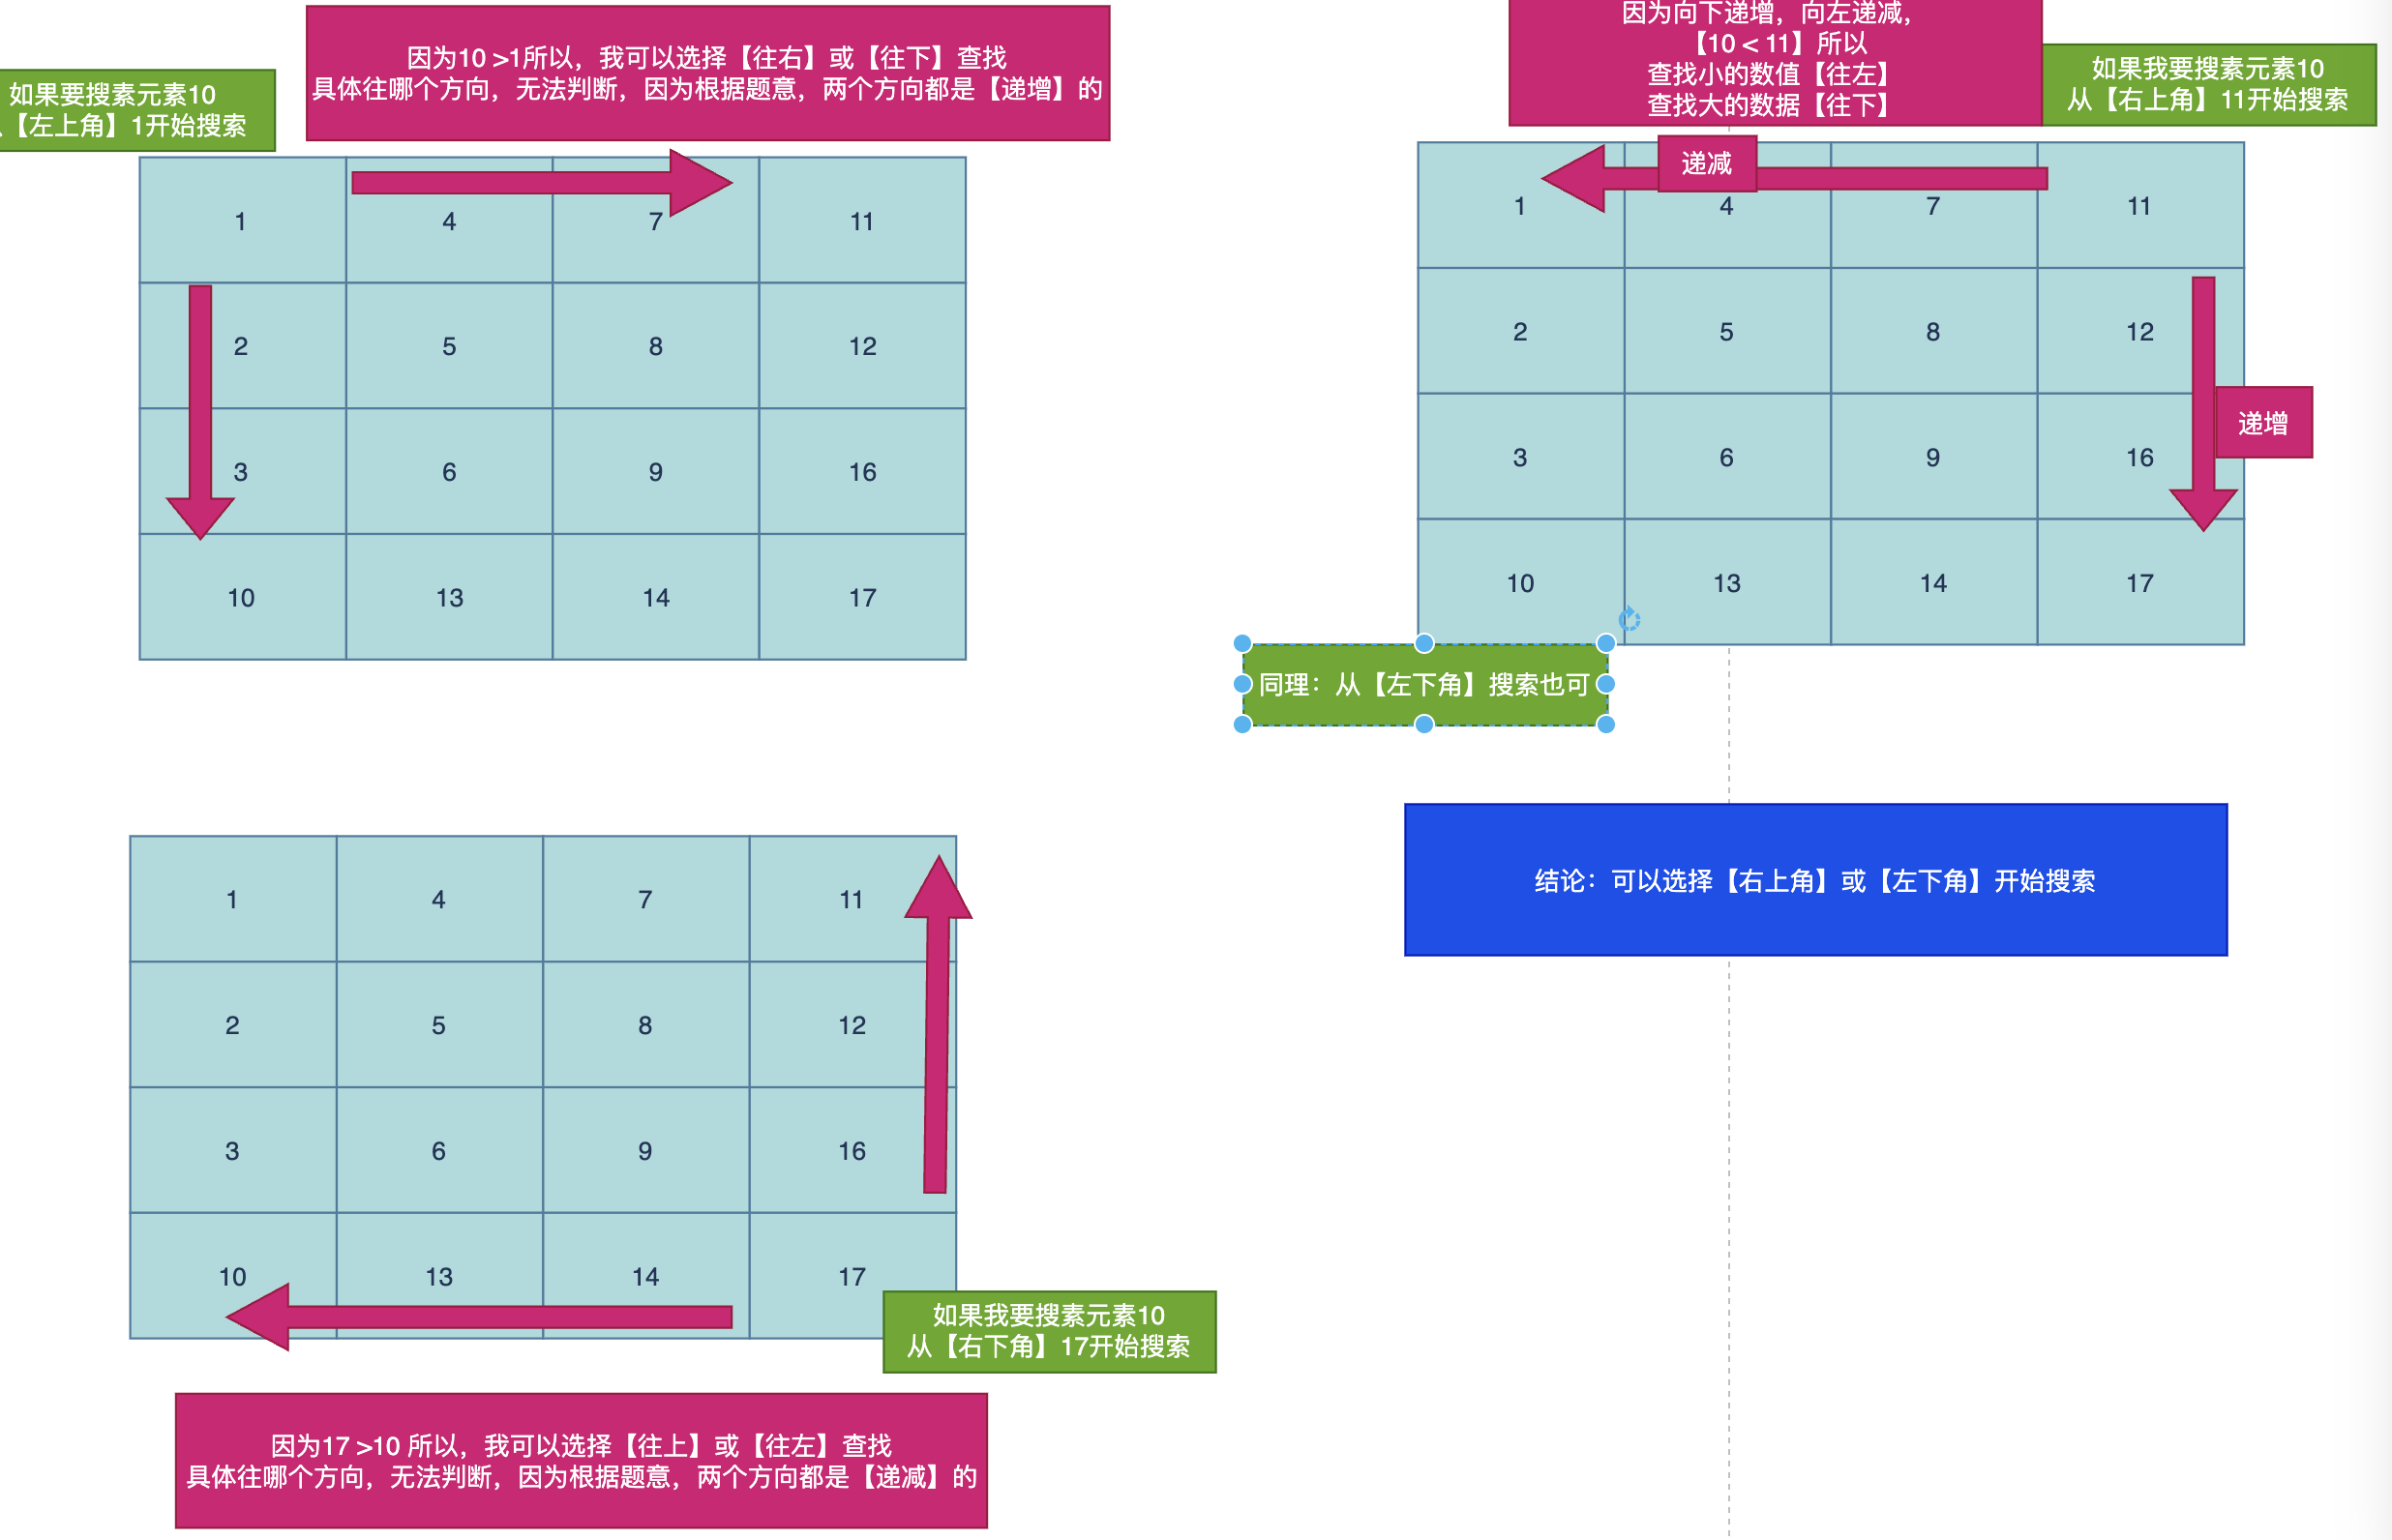 因为10 >1所以，我可以选择【往右】或【往下】查找
具体往哪个方向，无法判断，因为根据题意，两个方向都是【递增】的
如果要搜素元素10
【左上角】1开始搜索
1 4 7 11
2 5 8 12
3 6 9 16
10 13 14 17
因为向下递增，向左递减，
【10 < 11】所以
查找小的数值【往左】
查找大的数据【往下】
如果我要搜素元素10
从【右上角】11开始搜索
递减
1 4 7 11
2 5 8 12
递增
3 6 9 16
10 13 14 17
同理：从【左下角】搜索也可
结论：可以选择【右上角】或【左下角】开始搜索
1 4 7 11
2 5 8 12
3 6 9 16
10 13 14 17
如果我要搜素元素10
从【右下角】17开始搜索
因为17 >10 所以，我可以选择【往上】或【往左】查找
具体往哪个方向，无法判断，因为根据题意，两个方向都是【递减】的